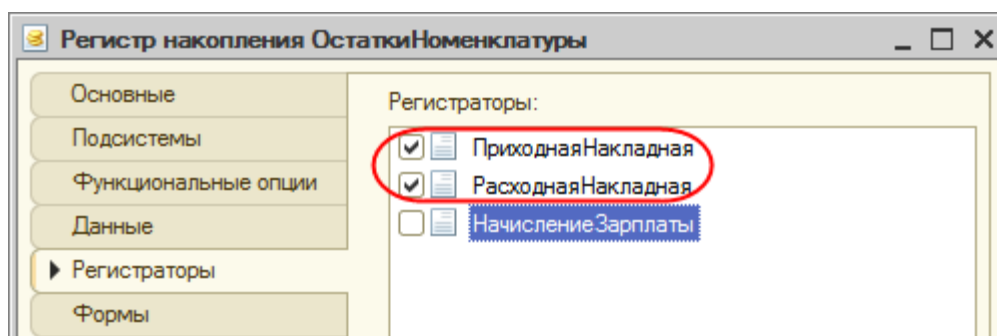 Регистр накопления ОстаткиНоменклатуры
Основные
Подсистемы
Функциональные опции
Данные
Регистраторы
Формы
Регистраторы:
ПриходнаяНакладная
РасходнаяНакладная
НачислениеЗарплаты